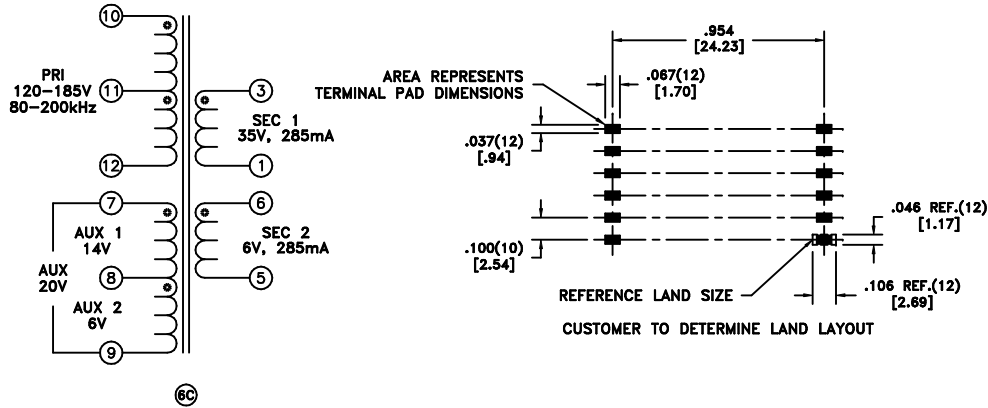 10
PRI
120-185V
80-200kHz
11
12
3
SEC 1
35V, 285mA
1
7
AUX 1
14V
8
AUX
20V
AUX 2
6V
9
6
SEC 2
6V, 285mA
5
6C
.954
[24.23]
AREA REPRESENTS
TERMINAL PAD DIMENSIONS
.067(12)
[1.70]
.037(12)
[.94]
.100(10)
[2.54]
.046 REF.(12)
[1.17]
.106 REF.(12)
[2.69]
REFERENCE LAND SIZE
CUSTOMER TO DETERMINE LAND LAYOUT